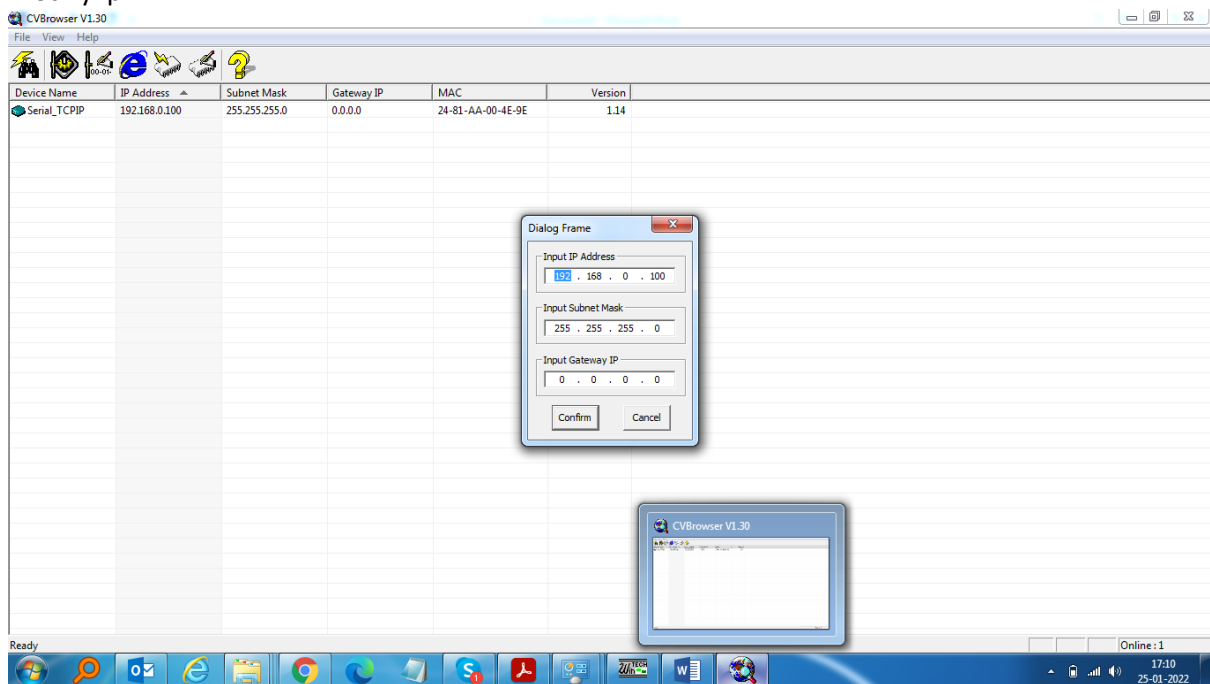 CVBrowser V1.30
File View Help
00-01-
Device Name IP Address Subnet Mask Gateway IP MAC Version
Serial_TCPIP 192.168.0.100 255.255.255.0 0.0.0.0 24-81-AA-00-4E-9E 1.14
Dialog Frame
Input IP Address
192 . 168 . 0 . 100
Input Subnet Mask
255 . 255 . 255 . 0
Input Gateway IP
0 . 0 . 0 . 0
Confirm Cancel
CVBrowser V1.30
Ready Online : 1
17:10
25-01-2022